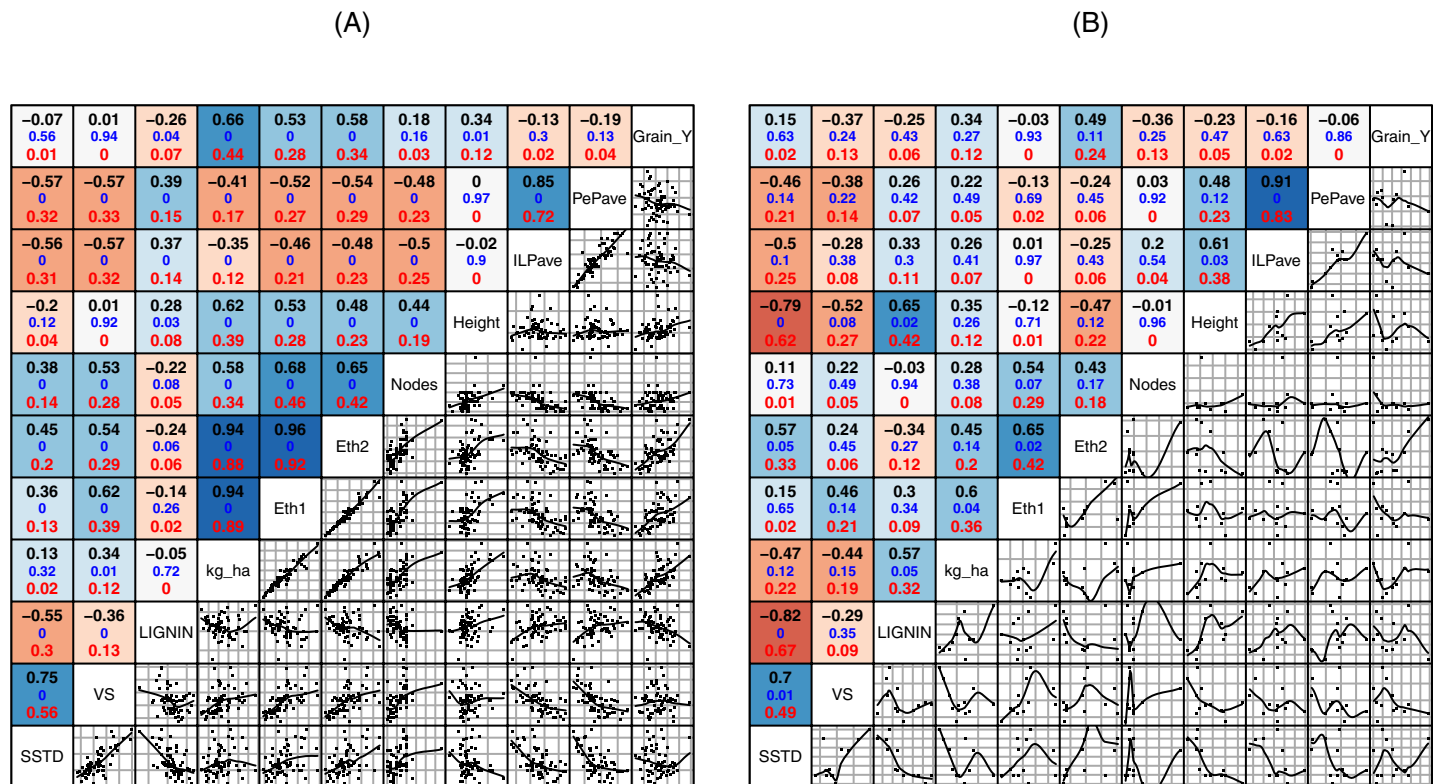 (A)
−0.07 0.01 −0.26 0.66 0.53 0.58 0.18 0.34 −0.13 −0.19
0.56 0.94 0.04 0 0 0 0.16 0.01 0.3 0.13 Grain_Y
0.01 0 0.07 0.44 0.28 0.34 0.03 0.12 0.02 0.04
−0.57 −0.57 0.39 −0.41 −0.52 −0.54 −0.48 0 0.85
0 0 0 0 0 0 0 0.97 0 PePave
0.32 0.33 0.15 0.17 0.27 0.29 0.23 0 0.72
−0.56 −0.57 0.37 −0.35 −0.46 −0.48 −0.5 −0.02
0 0 0 0 0 0 0 0.9 ILPave
0.31 0.32 0.14 0.12 0.21 0.23 0.25 0
−0.2 0.01 0.28 0.62 0.53 0.48 0.44
0.12 0.92 0.03 0 0 0 0 Height
0.04 0 0.08 0.39 0.28 0.23 0.19
0.38 0.53 −0.22 0.58 0.68 0.65
0 0 0.08 0 0 0 Nodes
0.14 0.28 0.05 0.34 0.46 0.42
0.45 0.54 −0.24 0.94 0.96
0 0 0.06 0 0 Eth2
0.2 0.29 0.06 0.88 0.92
0.36 0.62 −0.14 0.94
0 0 0.26 0 Eth1
0.13 0.39 0.02 0.89
0.13 0.34 −0.05
0.32 0.01 0.72 kg_ha
0.02 0.12 0
−0.55 −0.36
0 0 LIGNIN
0.3 0.13
0.75
0 VS
0.56
SSTD
(B)
0.15 −0.37 −0.25 0.34 −0.03 0.49 −0.36 −0.23 −0.16 −0.06
0.63 0.24 0.43 0.27 0.93 0.11 0.25 0.47 0.63 0.86 Grain_Y
0.02 0.13 0.06 0.12 0 0.24 0.13 0.05 0.02 0
−0.46 −0.38 0.26 0.22 −0.13 −0.24 0.03 0.48 0.91
0.14 0.22 0.42 0.49 0.69 0.45 0.92 0.12 0 PePave
0.21 0.14 0.07 0.05 0.02 0.06 0 0.23 0.83
−0.5 −0.28 0.33 0.26 0.01 −0.25 0.2 0.61
0.1 0.38 0.3 0.41 0.97 0.43 0.54 0.03 ILPave
0.25 0.08 0.11 0.07 0 0.06 0.04 0.38
−0.79 −0.52 0.65 0.35 −0.12 −0.47 −0.01
0 0.08 0.02 0.26 0.71 0.12 0.96 Height
0.62 0.27 0.42 0.12 0.01 0.22 0
0.11 0.22 −0.03 0.28 0.54 0.43
0.73 0.49 0.94 0.38 0.07 0.17 Nodes
0.01 0.05 0 0.08 0.29 0.18
0.57 0.24 −0.34 0.45 0.65
0.05 0.45 0.27 0.14 0.02 Eth2
0.33 0.06 0.12 0.2 0.42
0.15 0.46 0.3 0.6
0.65 0.14 0.34 0.04 Eth1
0.02 0.21 0.09 0.36
−0.47 −0.44 0.57
0.12 0.15 0.05 kg_ha
0.22 0.19 0.32
−0.82 −0.29
0 0.35 LIGNIN
0.67 0.09
0.7
0.01 VS
0.49
SSTD